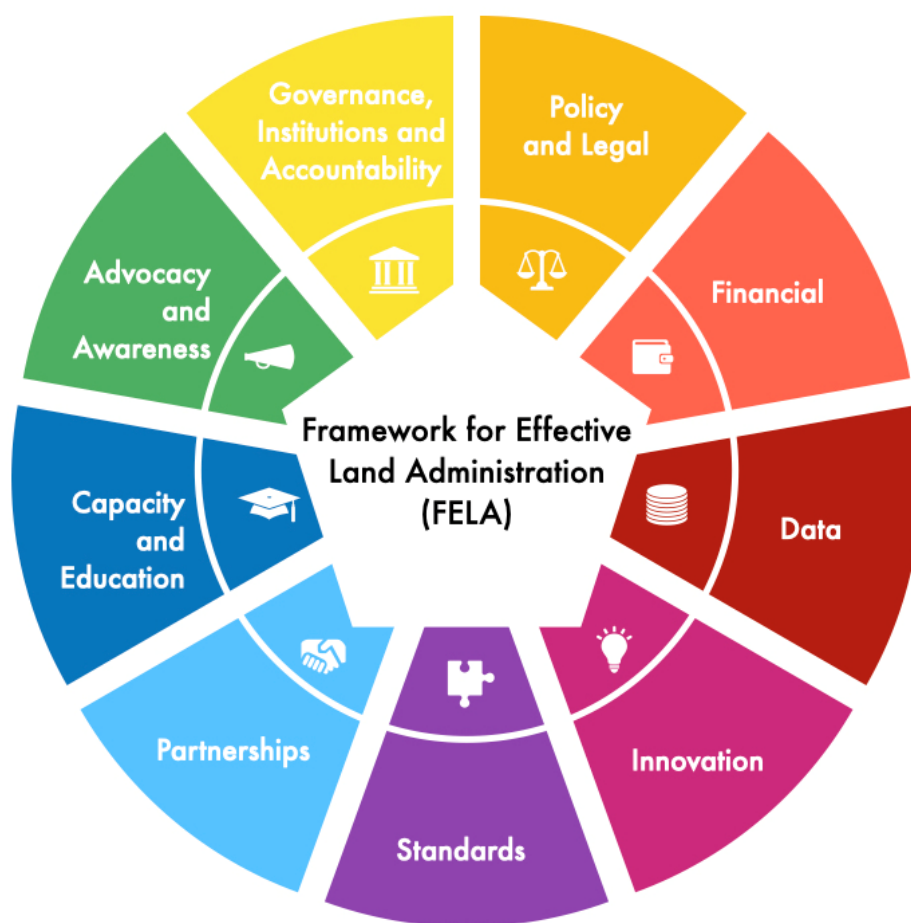 Governance,
Institutions and
Accountability
Policy
and Legal
Financial
Data
Innovation
Standards
Partnerships
Capacity
and
Education
Advocacy
and
Awareness
Framework for Effective
Land Administration
(FELA)